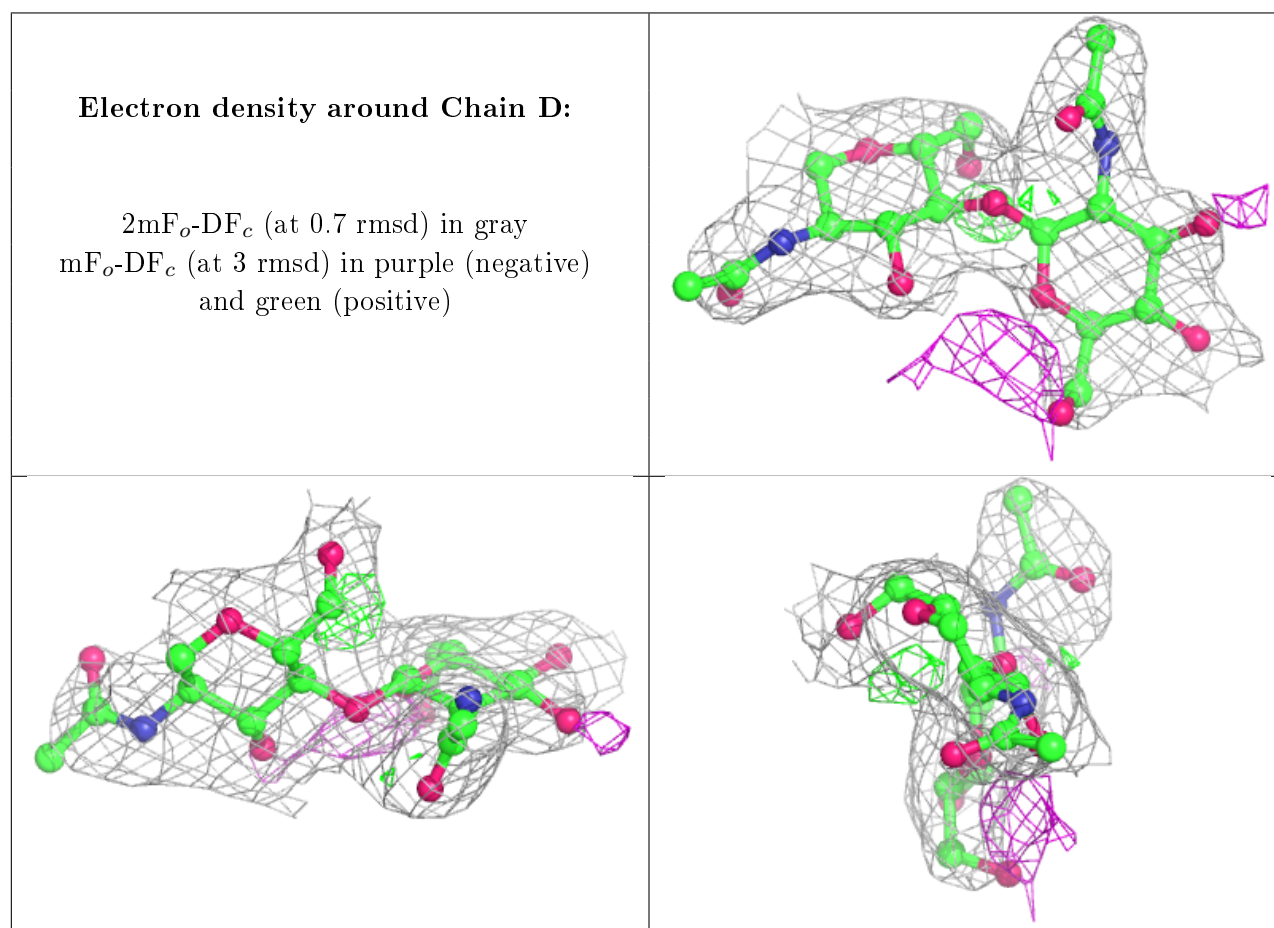 Electron density around Chain D:
2mFₒ-DF𝒸 (at 0.7 rmsd) in gray
mFₒ-DF𝒸 (at 3 rmsd) in purple (negative)
and green (positive)